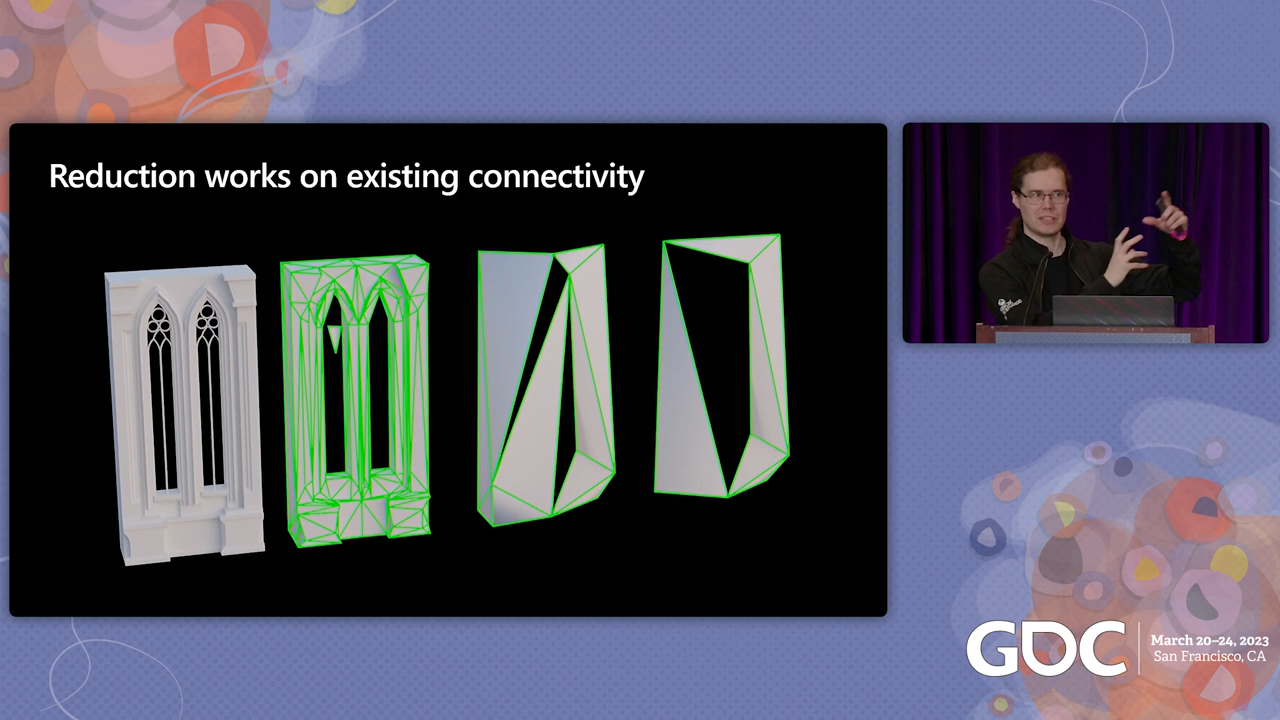 Reduction works on existing connectivity
GDC
March 20–24, 2023
San Francisco, CA